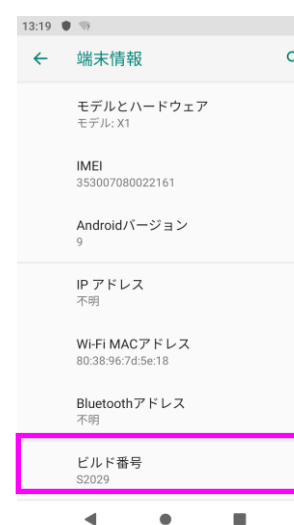 13:19
端末情報
モデルとハードウェア
モデル: X1
IMEI
353007080022161
Androidバージョン
9
IP アドレス
不明
Wi-Fi MACアドレス
80:38:96:7d:5e:18
Bluetoothアドレス
不明
ビルド番号
S2029